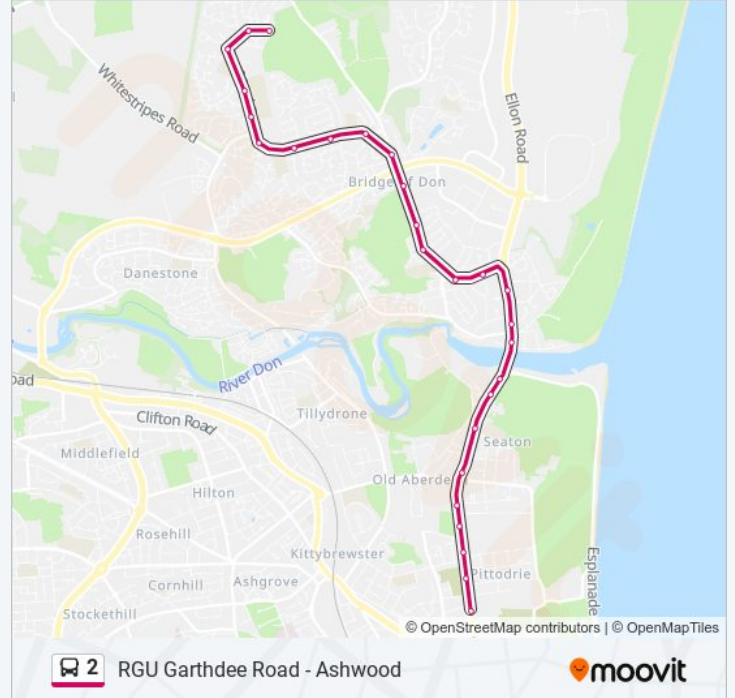 Whitestripes Road
Ellon Road
Bridge of Don
Danestone
River Don
oad
Clifton Road
Tillydrone
Middlefield
Seaton
Old Aberde
Hilton
Rosehill
Kittybrewster
Esplanade
Pittodrie
Cornhill
Ashgrove
Stockethill
© OpenStreetMap contributors | © OpenMapTiles
2 RGU Garthdee Road - Ashwood
moovit